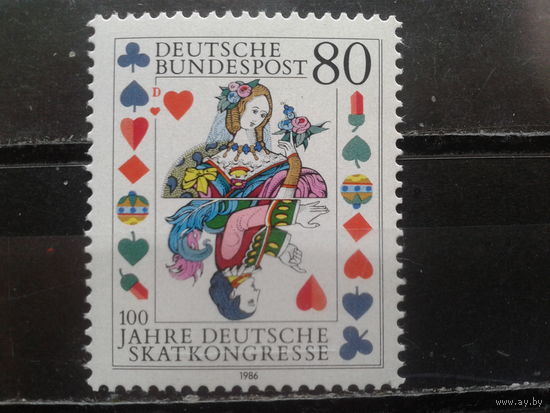 DEUTSCHE
BUNDESPOST 80
D
100
JAHRE DEUTSCHE
SKATKONGRESSE
1986
www.ay.by